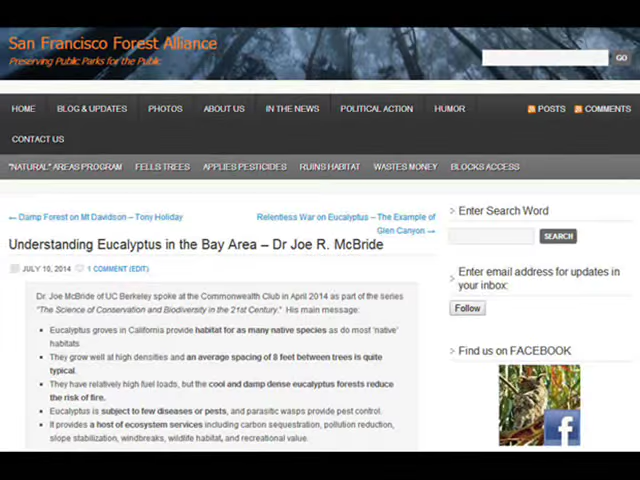 San Francisco Forest Alliance
Preserving Public Parks for the Public
GO
HOME BLOG & UPDATES PHOTOS ABOUT US IN THE NEWS POLITICAL ACTION HUMOR POSTS COMMENTS
CONTACT US
"NATURAL" AREAS PROGRAM FELLS TREES APPLIES PESTICIDES RUINS HABITAT WASTES MONEY BLOCKS ACCESS
← Damp Forest on Mt Davidson – Tony Holiday
Relentless War on Eucalyptus – The Example of
Glen Canyon →
Understanding Eucalyptus in the Bay Area – Dr Joe R. McBride
JULY 10, 2014 1 COMMENT (EDIT)
Dr. Joe McBride of UC Berkeley spoke at the Commonwealth Club in April 2014 as part of the series
"The Science of Conservation and Biodiversity in the 21st Century." His main message:
Eucalyptus groves in California provide habitat for as many native species as do most 'native'
habitats
They grow well at high densities and an average spacing of 8 feet between trees is quite
typical.
They have relatively high fuel loads, but the cool and damp dense eucalyptus forests reduce
the risk of fire.
Eucalyptus is subject to few diseases or pests, and parasitic wasps provide pest control.
It provides a host of ecosystem services including carbon sequestration, pollution reduction,
slope stabilization, windbreaks, wildlife habitat, and recreational value.
Enter Search Word
SEARCH
Enter email address for updates in
your inbox:
Follow
Find us on FACEBOOK
f